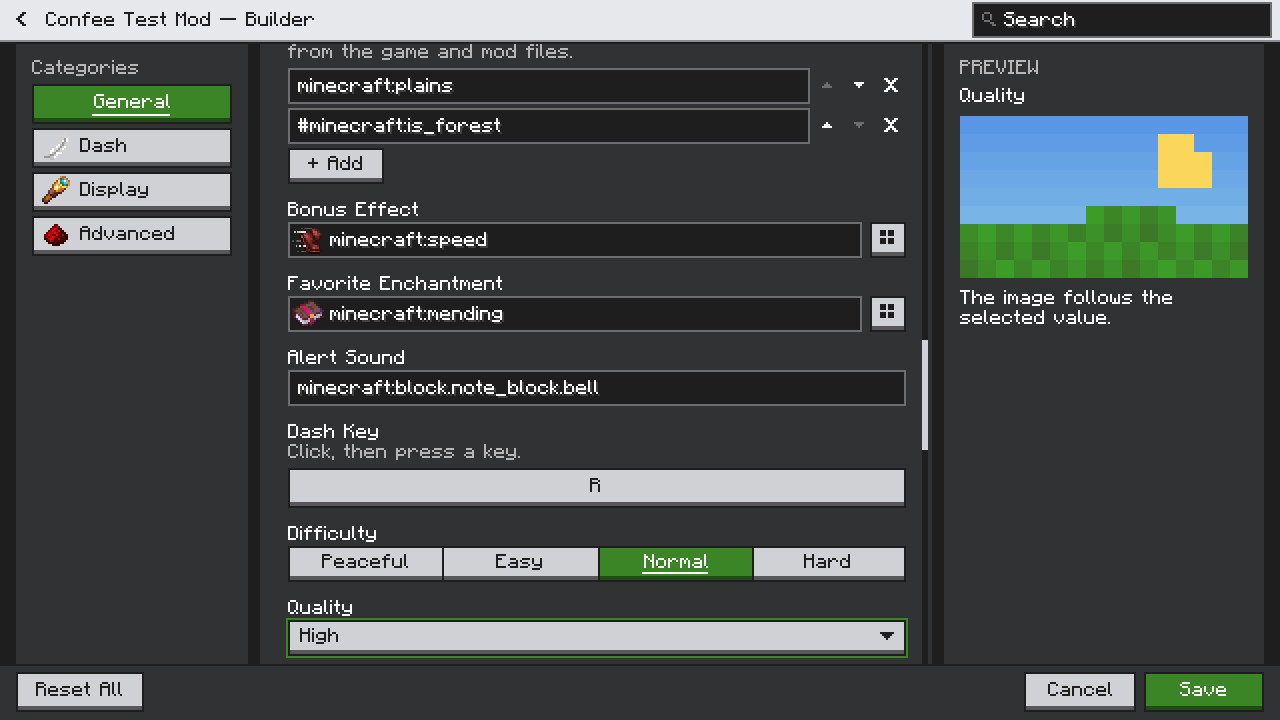 Confee Test Mod — Builder
Search
Categories
General
Dash
Display
Advanced
from the game and mod files.
minecraft:plains
#minecraft:is_forest
+ Add
Bonus Effect
minecraft:speed
Favorite Enchantment
minecraft:mending
Alert Sound
minecraft:block.note_block.bell
Dash Key
Click, then press a key.
R
Difficulty
Peaceful
Easy
Normal
Hard
Quality
High
PREVIEW
Quality
The image follows the
selected value.
Reset All
Cancel
Save